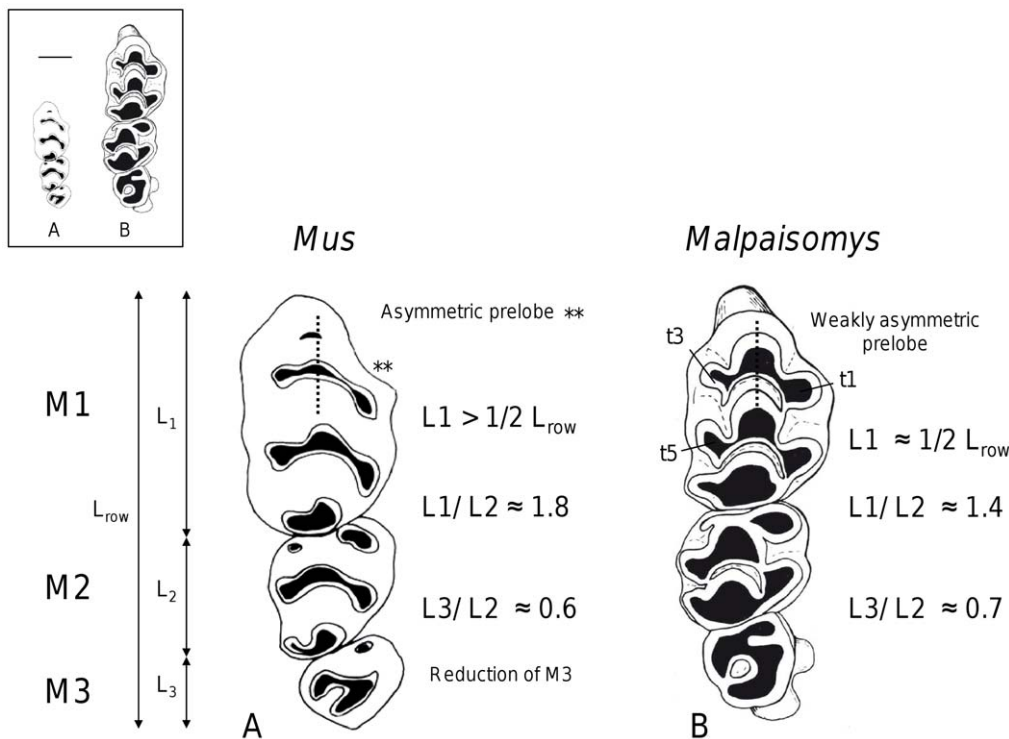 A
B
Mus
Malpaisomys
Asymmetric prelobe **
Weakly asymmetric
prelobe
**
t3
t1
M1
L₁
L1 > 1/2 Lrow
t5
L1 ≈ 1/2 Lrow
Lrow
L1/ L2 ≈ 1.8
L1/ L2 ≈ 1.4
M2
L₂
L3/ L2 ≈ 0.6
L3/ L2 ≈ 0.7
M3
L₃
Reduction of M3
A
B